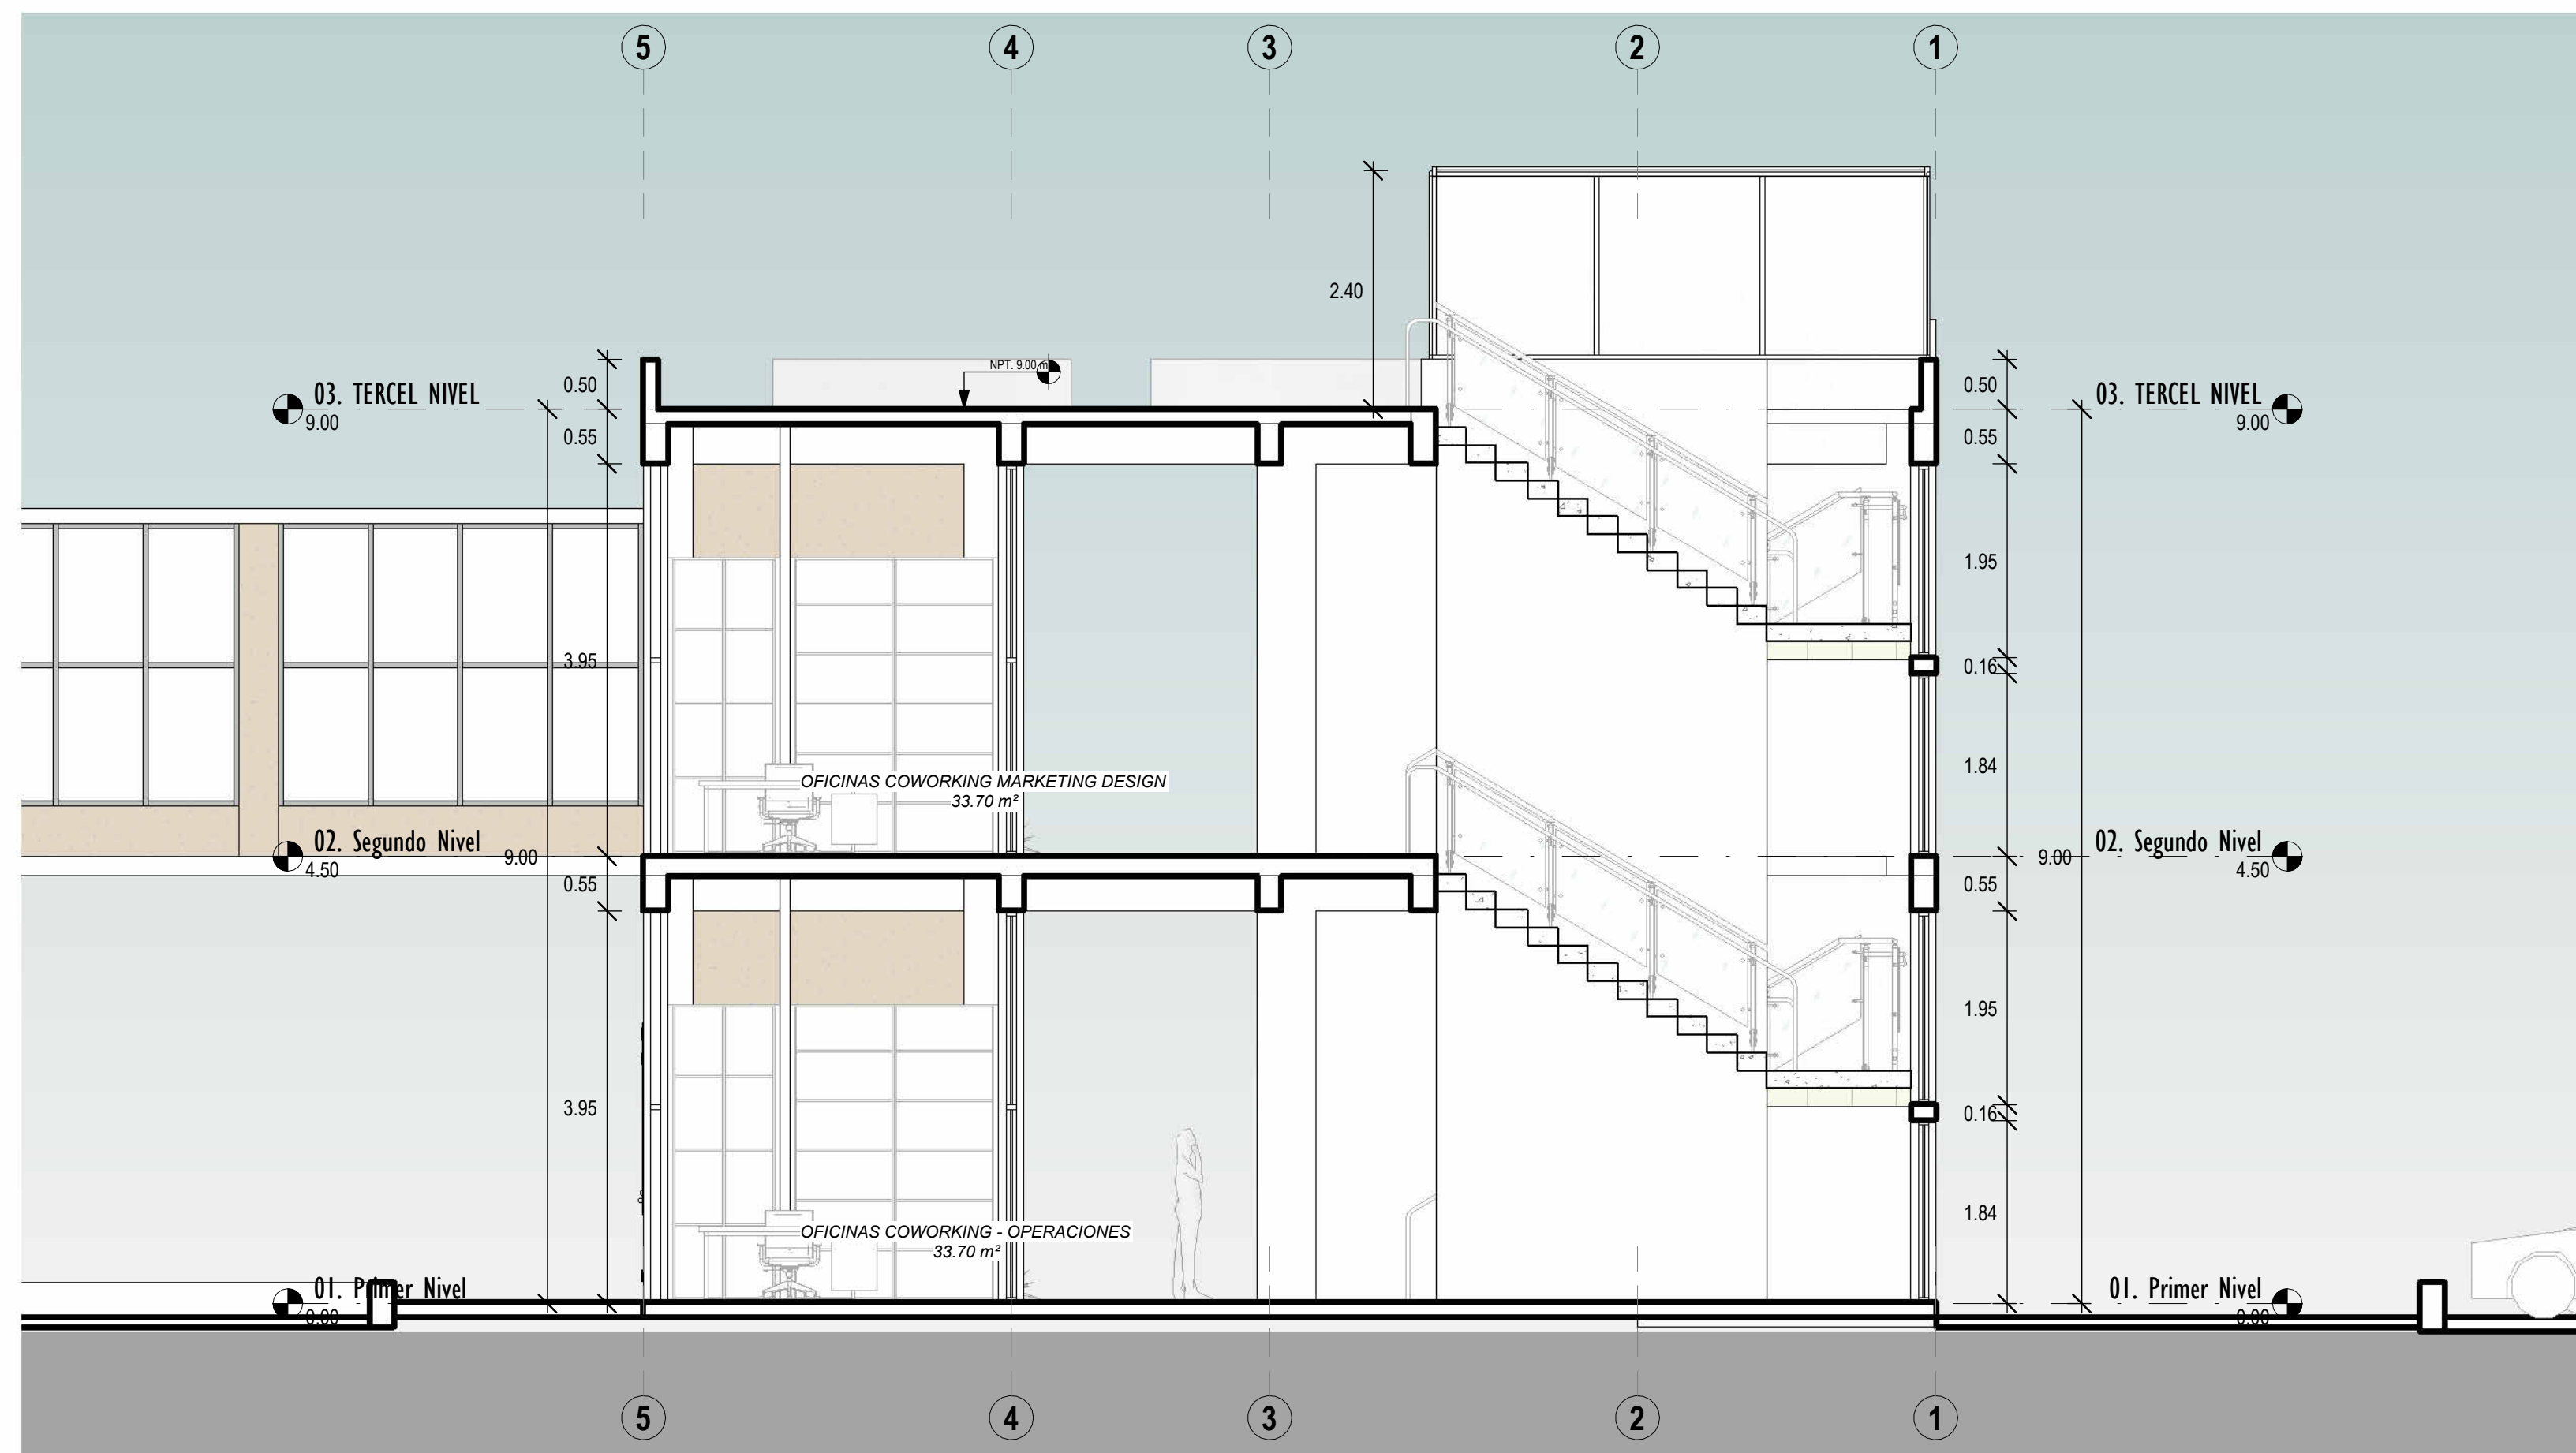 5 4 3 2 1
2.40
NPT. 9.00 m
03. TERCEL NIVEL
9.00
0.50
0.55
0.50
0.55
03. TERCEL NIVEL
9.00
1.95
3.95
0.16
1.84
OFICINAS COWORKING MARKETING DESIGN
33.70 m²
02. Segundo Nivel
4.50
9.00
0.55
9.00
0.55
02. Segundo Nivel
4.50
1.95
3.95
0.16
1.84
OFICINAS COWORKING - OPERACIONES
33.70 m²
01. Primer Nivel
0.00
01. Primer Nivel
0.00
5 4 3 2 1